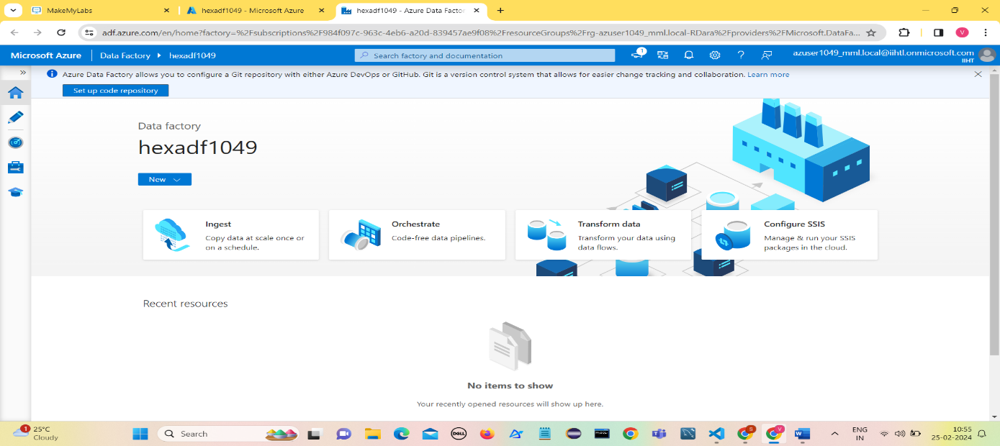 MakeMyLabs
hexadf1049 - Microsoft Azure
hexadf1049 - Azure Data Factor
adf.azure.com/en/home?factory=%2Fsubscriptions%2F984f097c-963c-4eb6-a20d-839457ae9f08%2FresourceGroups%2Frg-azuser1049_mml.local-RDara%2Fproviders%2FMicrosoft.DataFa...
V
Microsoft Azure
Data Factory
hexadf1049
Search factory and documentation
1
azuser1049_mml.local@iihtl.onmicrosoft.com
IIHT
Azure Data Factory allows you to configure a Git repository with either Azure DevOps or GitHub. Git is a version control system that allows for easier change tracking and collaboration. Learn more
Set up code repository
Data factory
hexadf1049
New
Ingest
Copy data at scale once or
on a schedule.
Orchestrate
Code-free data pipelines.
Transform data
Transform your data using
data flows.
Configure SSIS
Manage & run your SSIS
packages in the cloud.
Recent resources
No items to show
Your recently opened resources will show up here.
1
25°C
Cloudy
Search
DELL
S
V
ENG
IN
10:55
25-02-2024